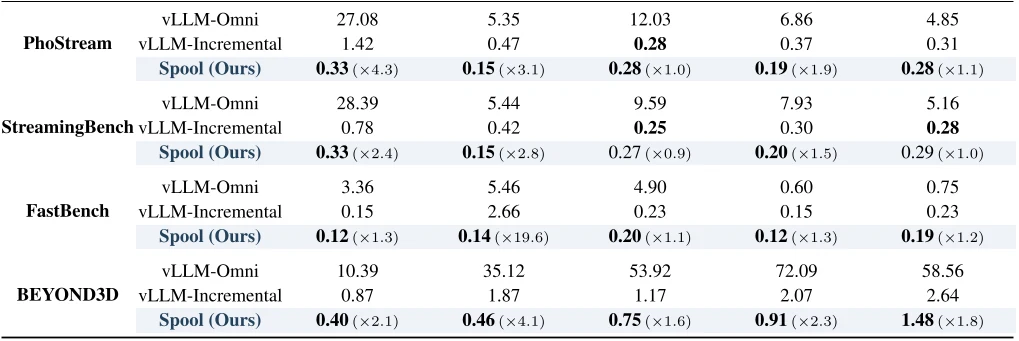 vLLM-Omni 27.08 5.35 12.03 6.86 4.85
PhoStream vLLM-Incremental 1.42 0.47 0.28 0.37 0.31
Spool (Ours) 0.33 (×4.3) 0.15 (×3.1) 0.28 (×1.0) 0.19 (×1.9) 0.28 (×1.1)
vLLM-Omni 28.39 5.44 9.59 7.93 5.16
StreamingBench vLLM-Incremental 0.78 0.42 0.25 0.30 0.28
Spool (Ours) 0.33 (×2.4) 0.15 (×2.8) 0.27 (×0.9) 0.20 (×1.5) 0.29 (×1.0)
vLLM-Omni 3.36 5.46 4.90 0.60 0.75
FastBench vLLM-Incremental 0.15 2.66 0.23 0.15 0.23
Spool (Ours) 0.12 (×1.3) 0.14 (×19.6) 0.20 (×1.1) 0.12 (×1.3) 0.19 (×1.2)
vLLM-Omni 10.39 35.12 53.92 72.09 58.56
BEYOND3D vLLM-Incremental 0.87 1.87 1.17 2.07 2.64
Spool (Ours) 0.40 (×2.1) 0.46 (×4.1) 0.75 (×1.6) 0.91 (×2.3) 1.48 (×1.8)